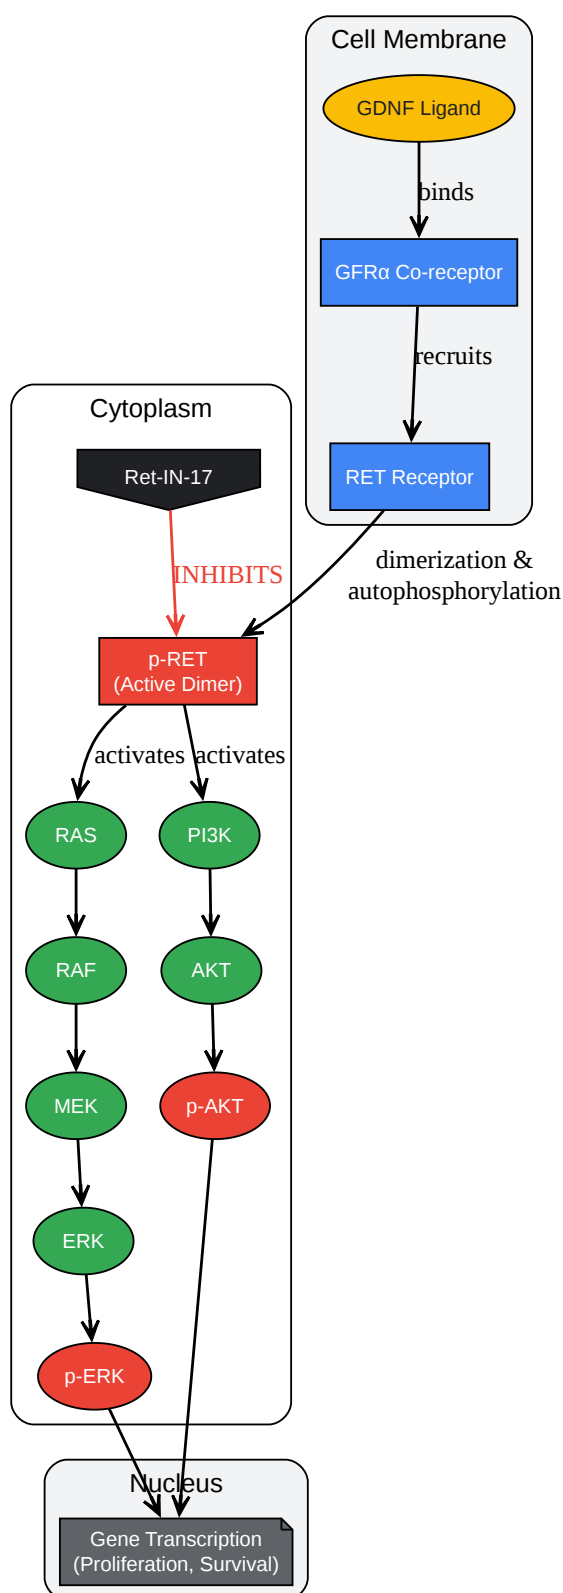 Cell Membrane
GDNF Ligand
binds
GFRα Co-receptor
recruits
RET Receptor
dimerization &
autophosphorylation
Cytoplasm
Ret-IN-17
INHIBITS
p-RET
(Active Dimer)
activates
activates
RAS
PI3K
RAF
AKT
MEK
p-AKT
ERK
p-ERK
Nucleus
Gene Transcription
(Proliferation, Survival)